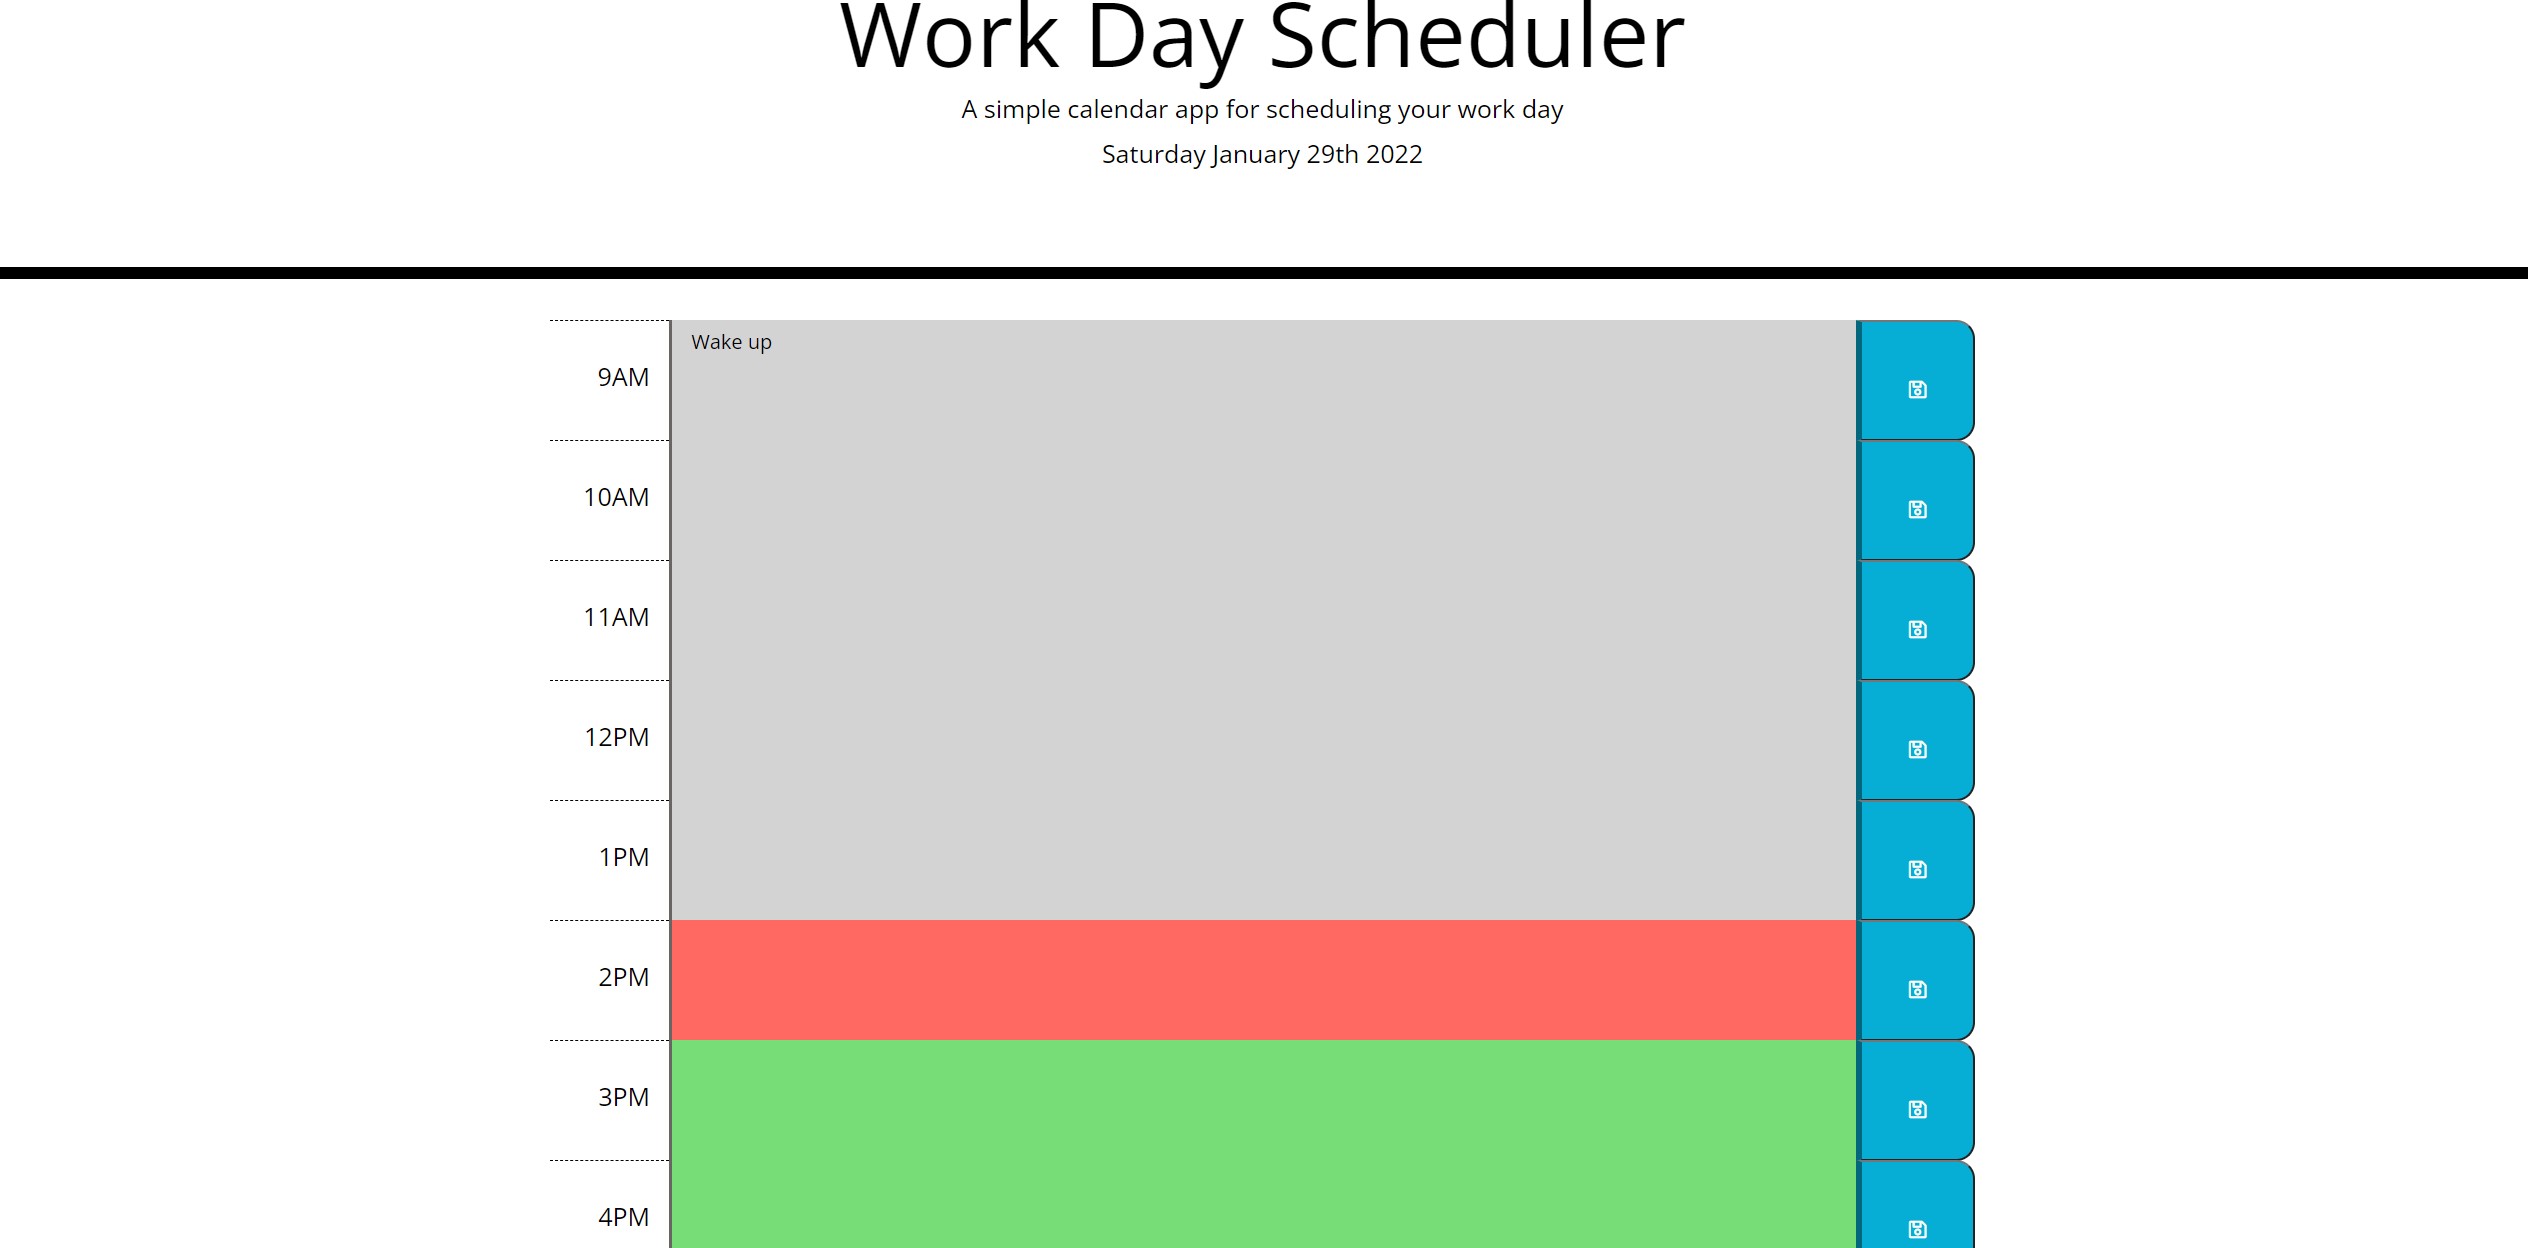 Work Day Scheduler
A simple calendar app for scheduling your work day
Saturday January 29th 2022
Wake up
9AM
10AM
11AM
12PM
1PM
2PM
3PM
4PM